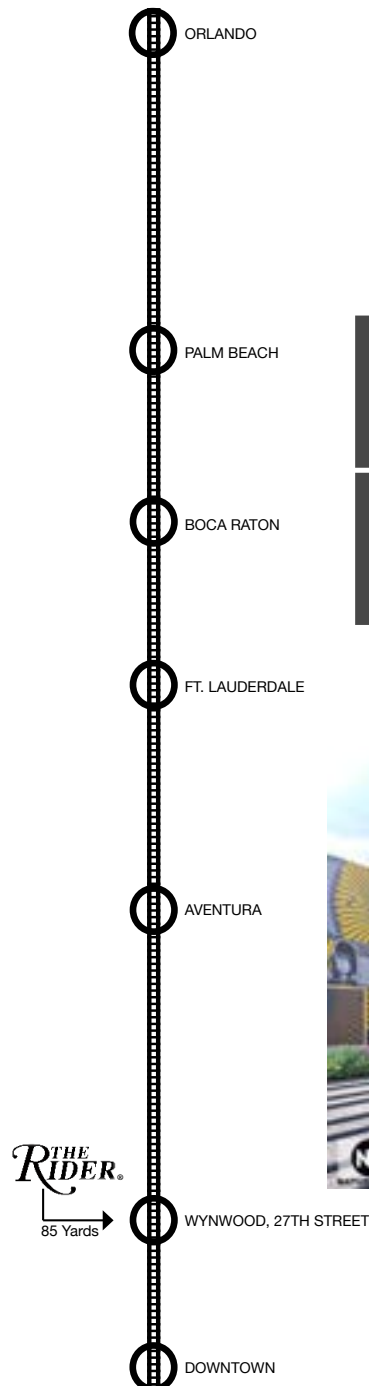 ORLANDO
PALM BEACH
BOCA RATON
FT. LAUDERDALE
AVENTURA
THE
RIDER®
85 Yards
WYNWOOD, 27TH STREET
DOWNTOWN